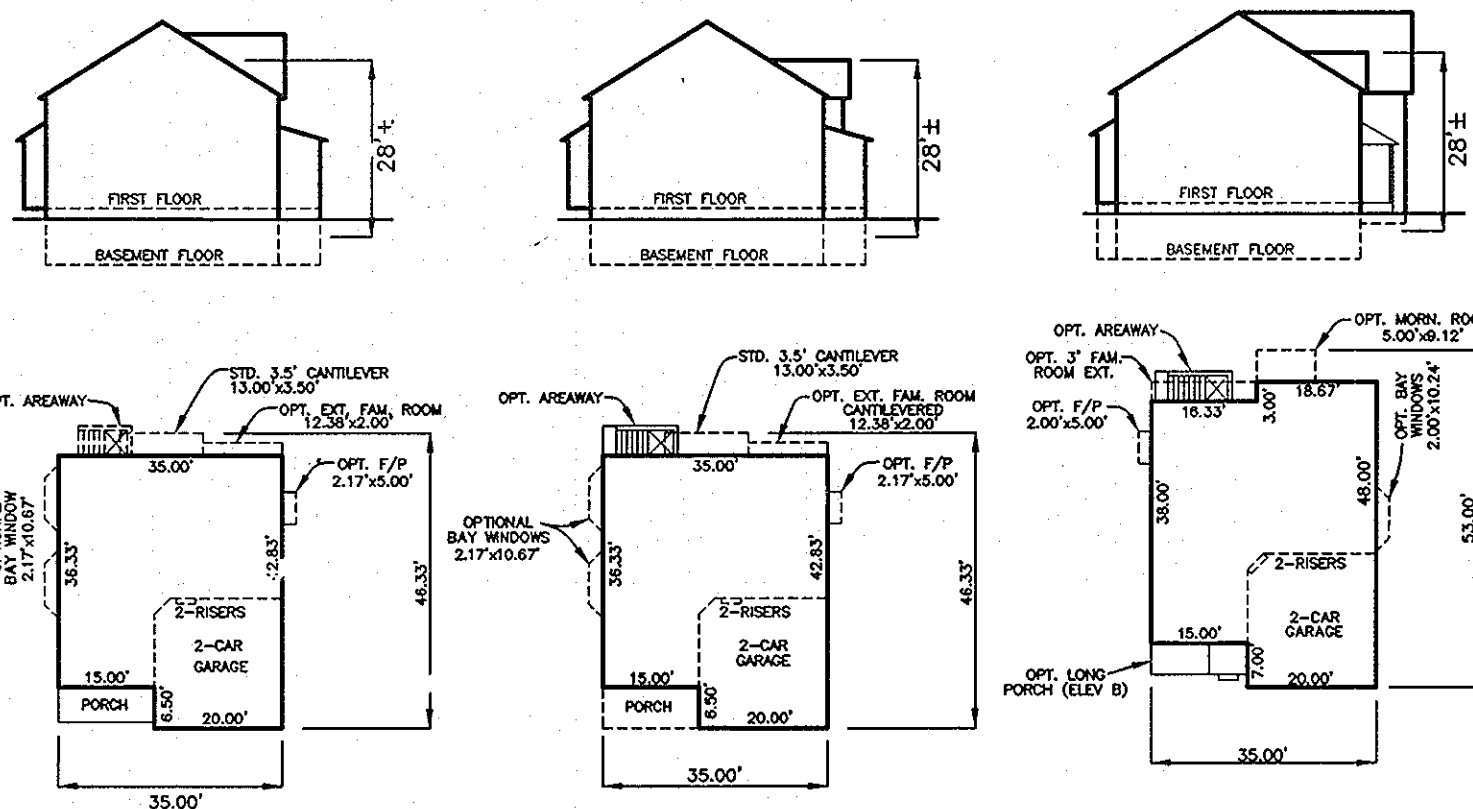 28'±
FIRST FLOOR
BASEMENT FLOOR
28'±
FIRST FLOOR
BASEMENT FLOOR
28'±
FIRST FLOOR
BASEMENT FLOOR
STD. 3.5' CANTILEVER
13.00'x3.50'
AREAWAY
OPT. EXT. FAM. ROOM
12.38'x2.00'
35.00'
OPT. F/P
2.17'x5.00'
BAY WINDOW
2.17'x10.67'
36.33'
46.33'
2-RISERS
2-CAR
GARAGE
15.00'
PORCH
6.50'
20.00'
35.00'
STD. 3.5' CANTILEVER
13.00'x3.50'
OPT. AREAWAY
OPT. EXT. FAM. ROOM
CANTILEVERED
12.38'x2.00'
35.00'
OPT. F/P
2.17'x5.00'
OPTIONAL
BAY WINDOWS
2.17'x10.67'
36.33'
42.83'
46.33'
2-RISERS
2-CAR
GARAGE
15.00'
PORCH
6.50'
20.00'
35.00'
OPT. AREAWAY
OPT. MORN.
5.00'x9.12'
OPT. 3' FAM.
ROOM EXT.
16.33'
3.00'
18.67'
OPT. BAY
WINDOWS
2.00'x10.24'
OPT. F/P
2.00'x5.00'
38.00'
48.00'
53.00'
2-RISERS
2-CAR
GARAGE
15.00'
7.00'
OPT. LONG
PORCH (ELEV B)
20.00'
35.00'